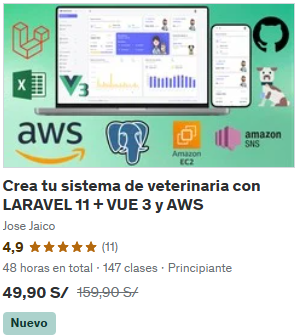 V3
aws
Amazon
EC2
amazon
SNS
Crea tu sistema de veterinaria con
LARAVEL 11 + VUE 3 y AWS
Jose Jaico
4,9 (11)
48 horas en total · 147 clases · Principiante
49,90 S/ 159,90 S/
Nuevo